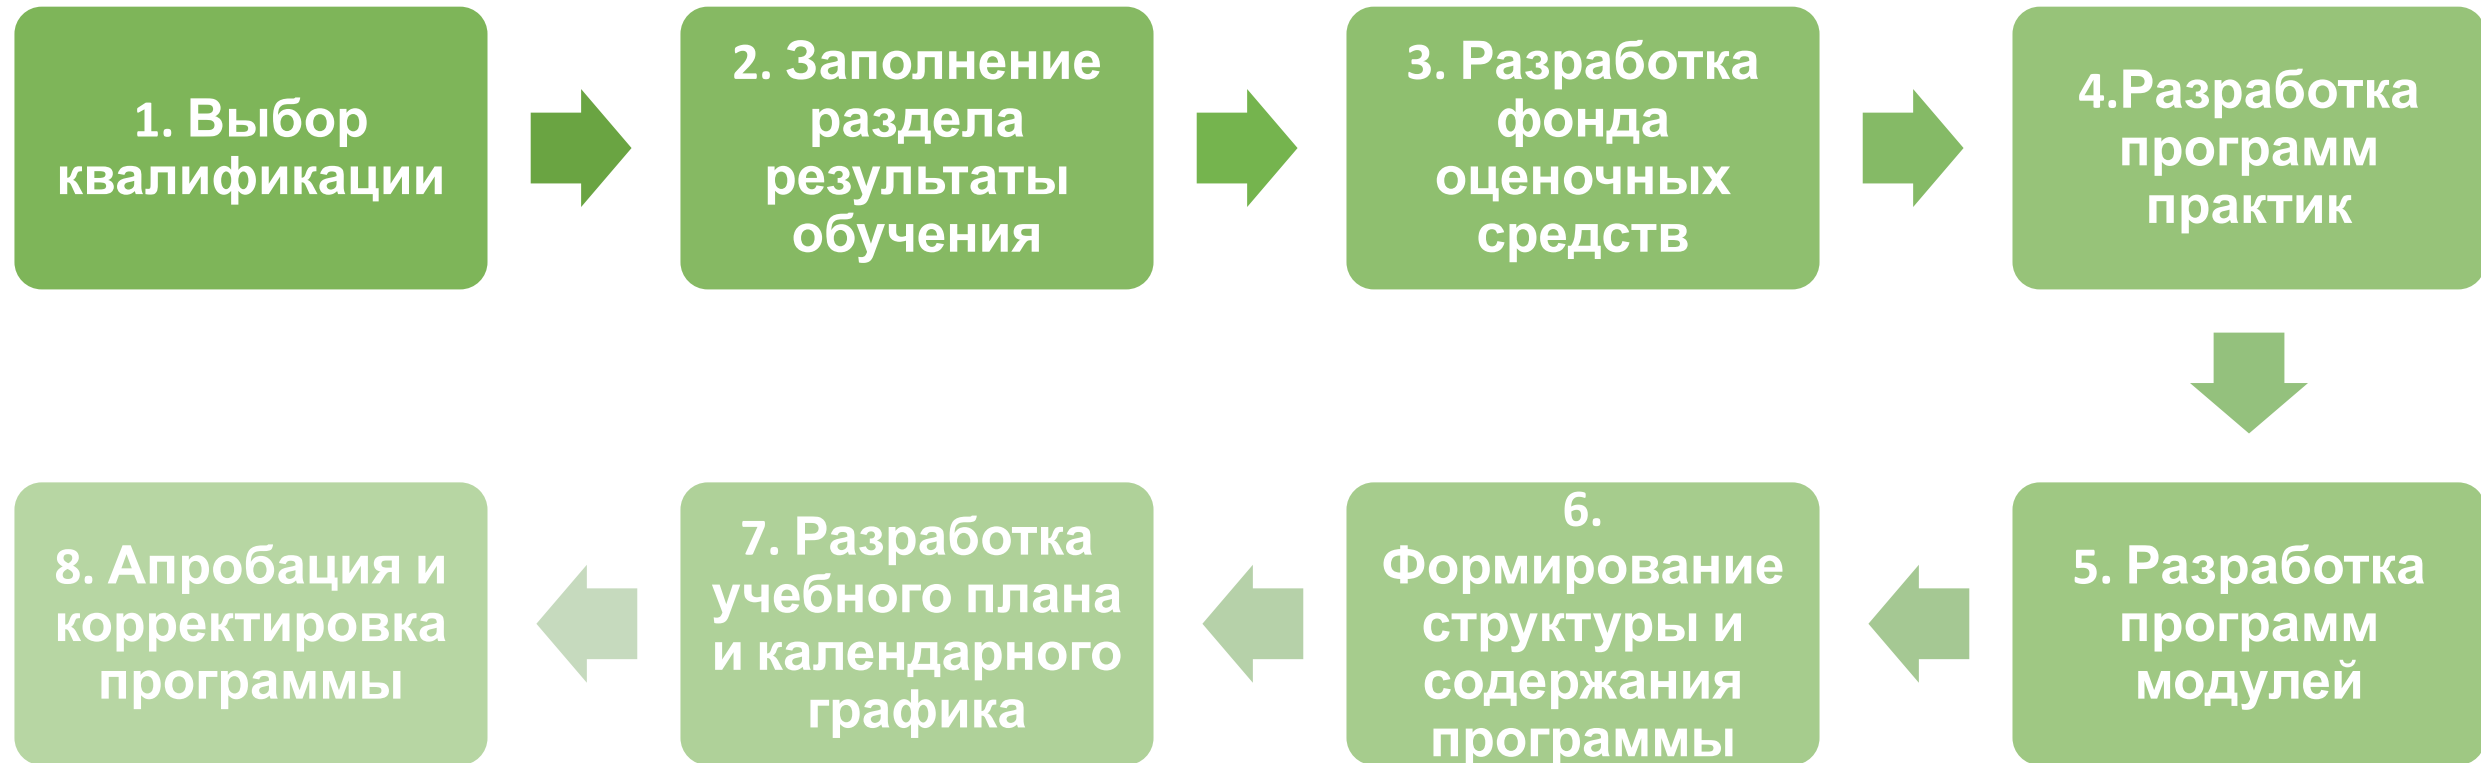 1. Выбор
квалификации
2. Заполнение
раздела
результаты
обучения
3. Разработка
фонда
оценочных
средств
4.Разработка
программ
практик
5. Разработка
программ
модулей
6.
Формирование
структуры и
содержания
программы
7. Разработка
учебного плана
и календарного
графика
8. Апробация и
корректировка
программы